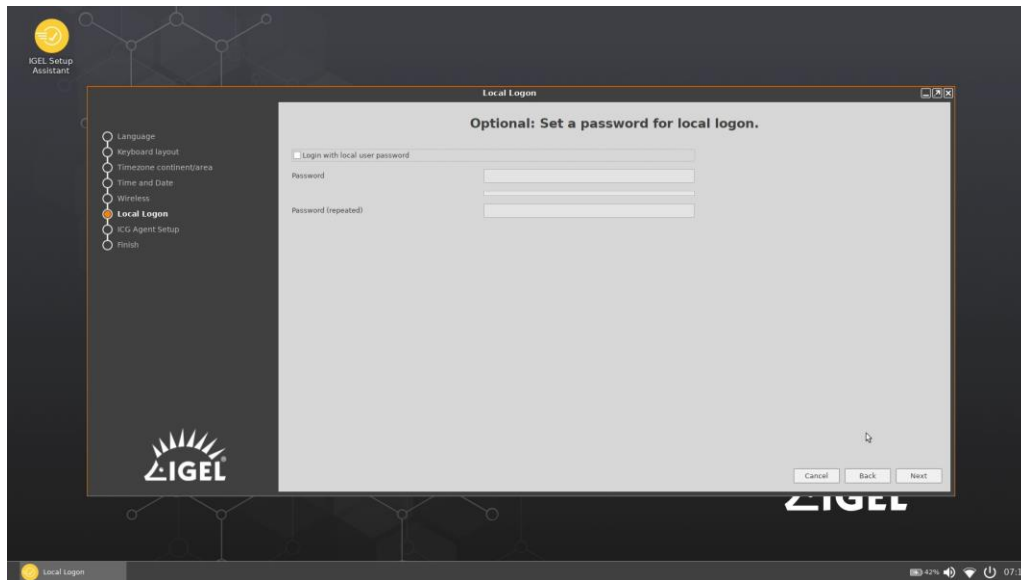 IGEL Setup
Assistant
Local Logon
Optional: Set a password for local logon.
Language
Keyboard layout
Timezone continent/area
Time and Date
Wireless
Local Logon
ICG Agent Setup
Finish
Login with local user password
Password
Password (repeated)
IGEL
Cancel
Back
Next
IGEL
Local Logon
42%
07:1